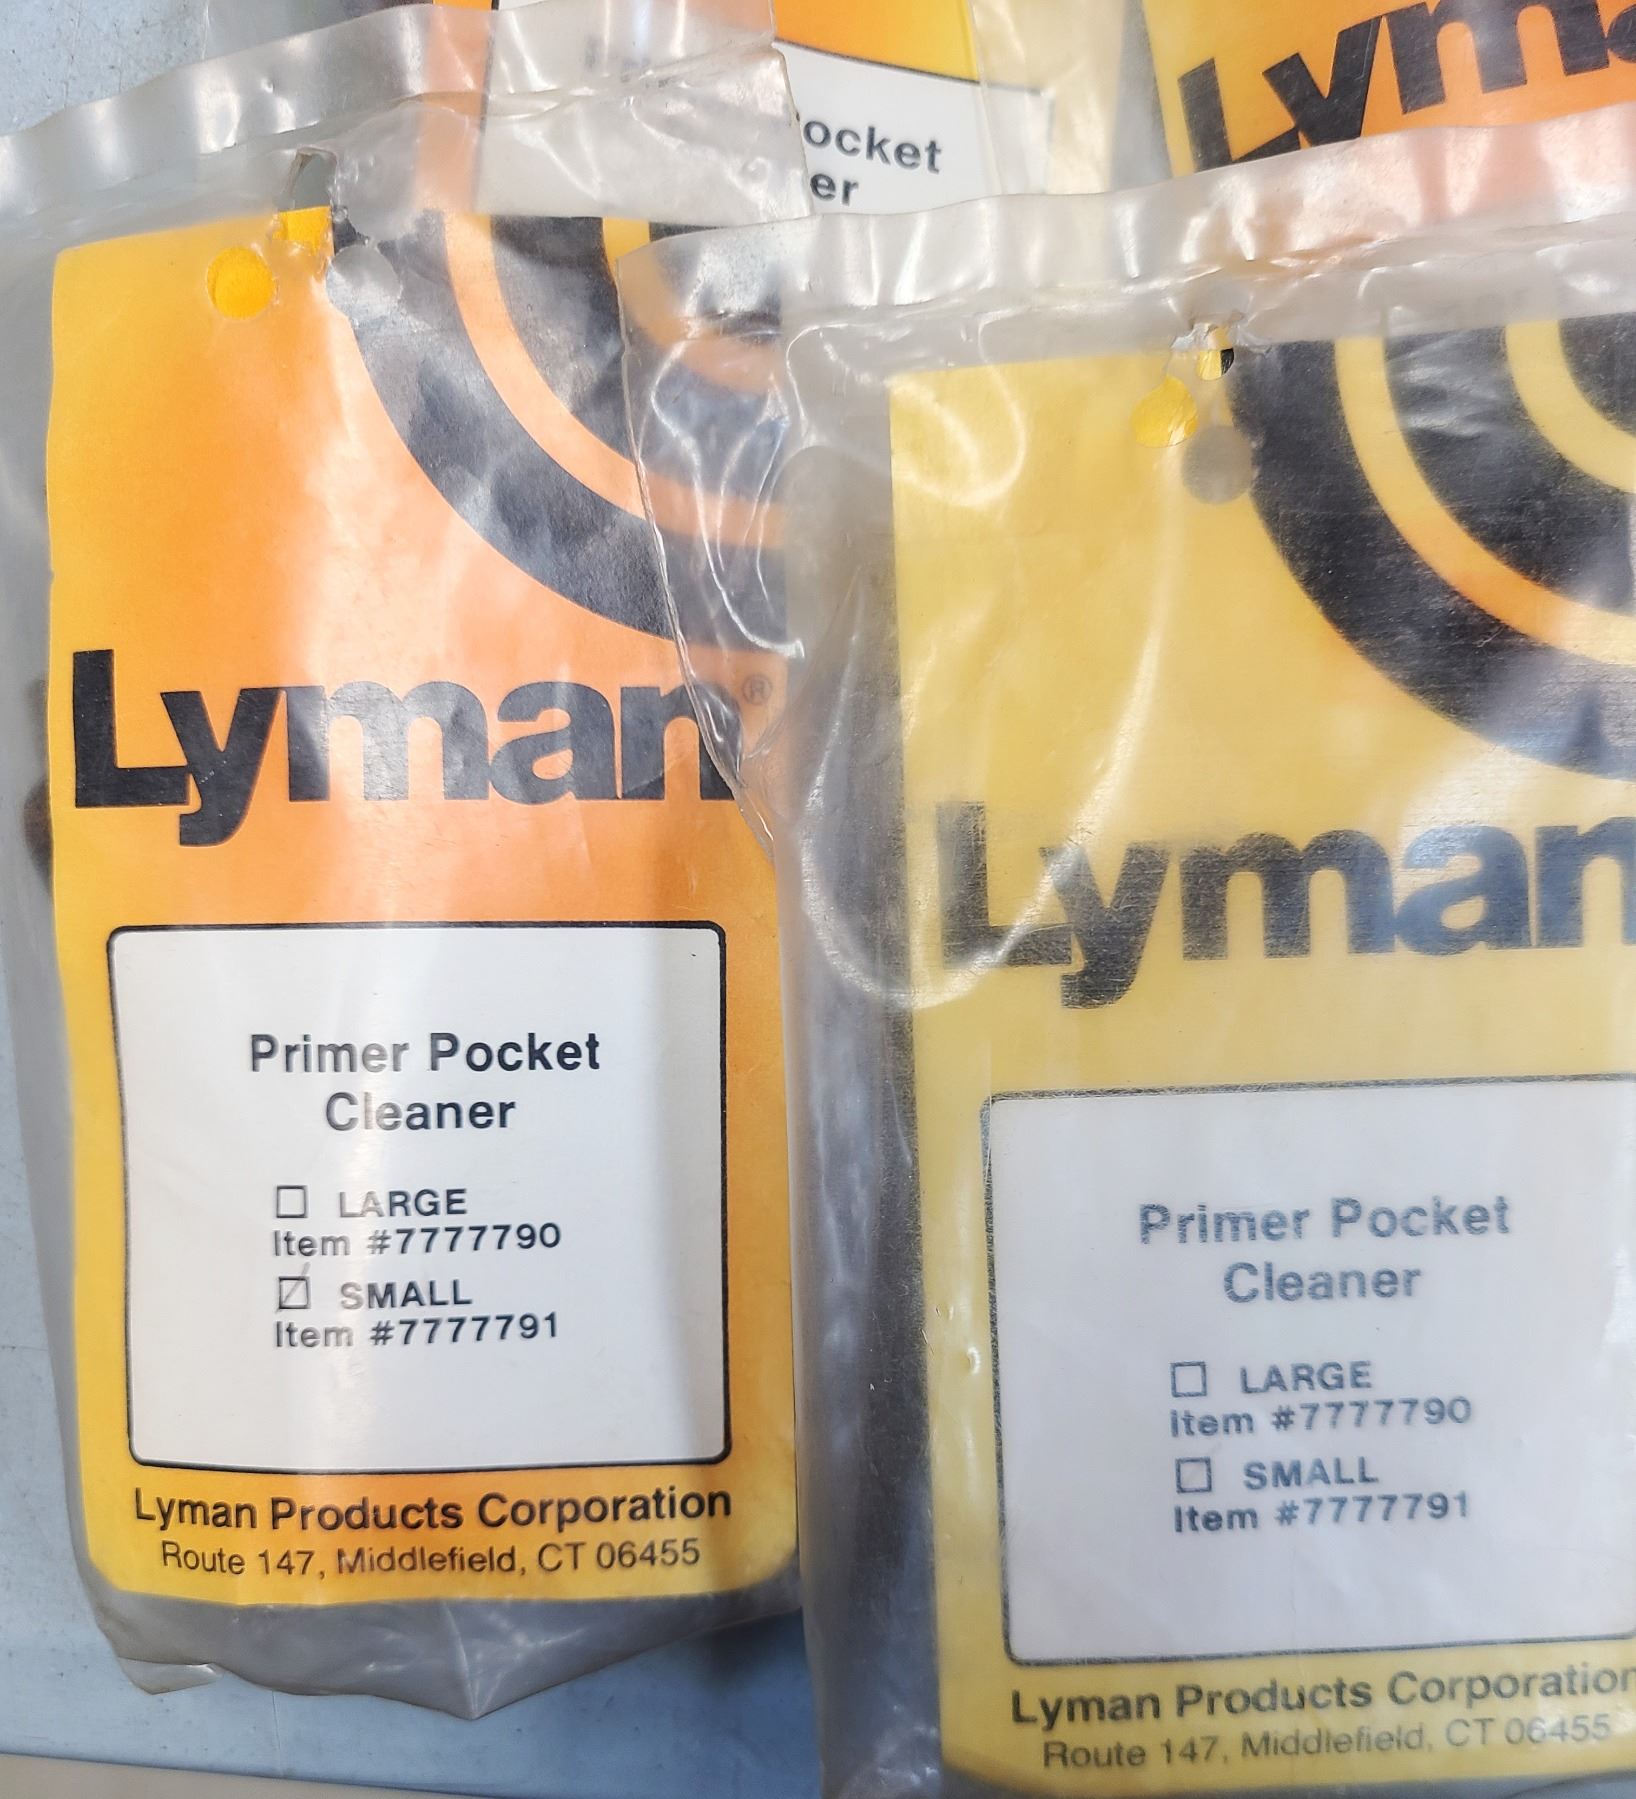 ocket
er
Lyman®
Primer Pocket
Cleaner
LARGE
Item #7777790
SMALL
Item #7777791
Lyman Products Corporation
Route 147, Middlefield, CT 06455
Lyman
Primer Pocket
Cleaner
LARGE
Item #7777790
SMALL
Item #7777791
Lyman Products Corporation
Route 147, Middlefield, CT 06455